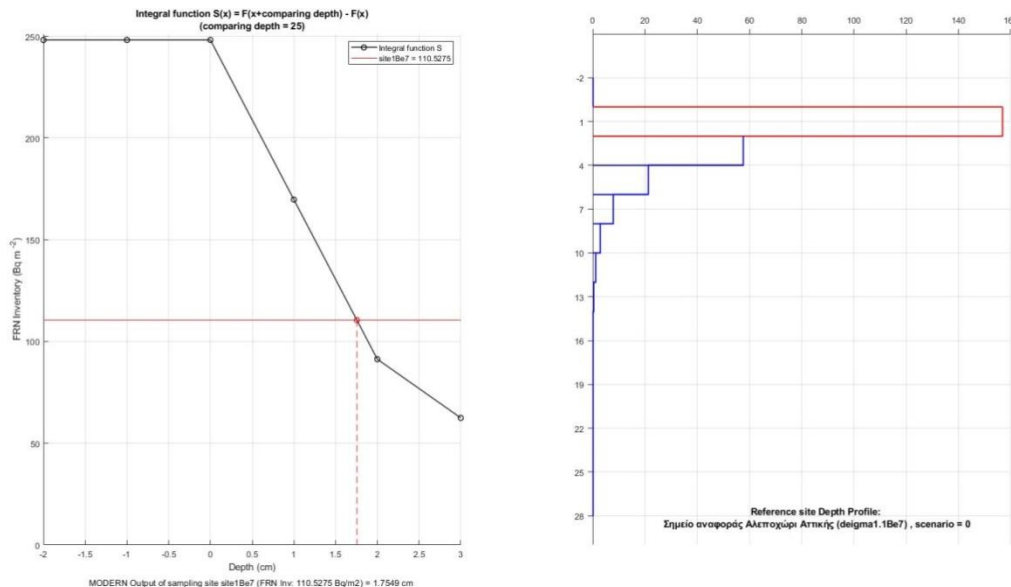 Integral function S(x) = F(x+comparing depth) - F(x)
(comparing depth = 25)
Integral function S
site1Be7 = 110.5275
FRN Inventory (Bq m⁻²)
250
200
150
100
50
0
-2 -1.5 -1 -0.5 0 0.5 1 1.5 2 2.5 3
Depth (cm)
MODERN Output of sampling site site1Be7 (FRN Inv: 110.5275 Bq/m2) = 1.7549 cm
0 20 40 60 80 100 120 140 16
-2
1
4
7
10
13
16
19
22
25
28
Reference site Depth Profile:
Σημείο αναφοράς Αλεποχώρι Αττικής (deigma1.1Be7) , scenario = 0